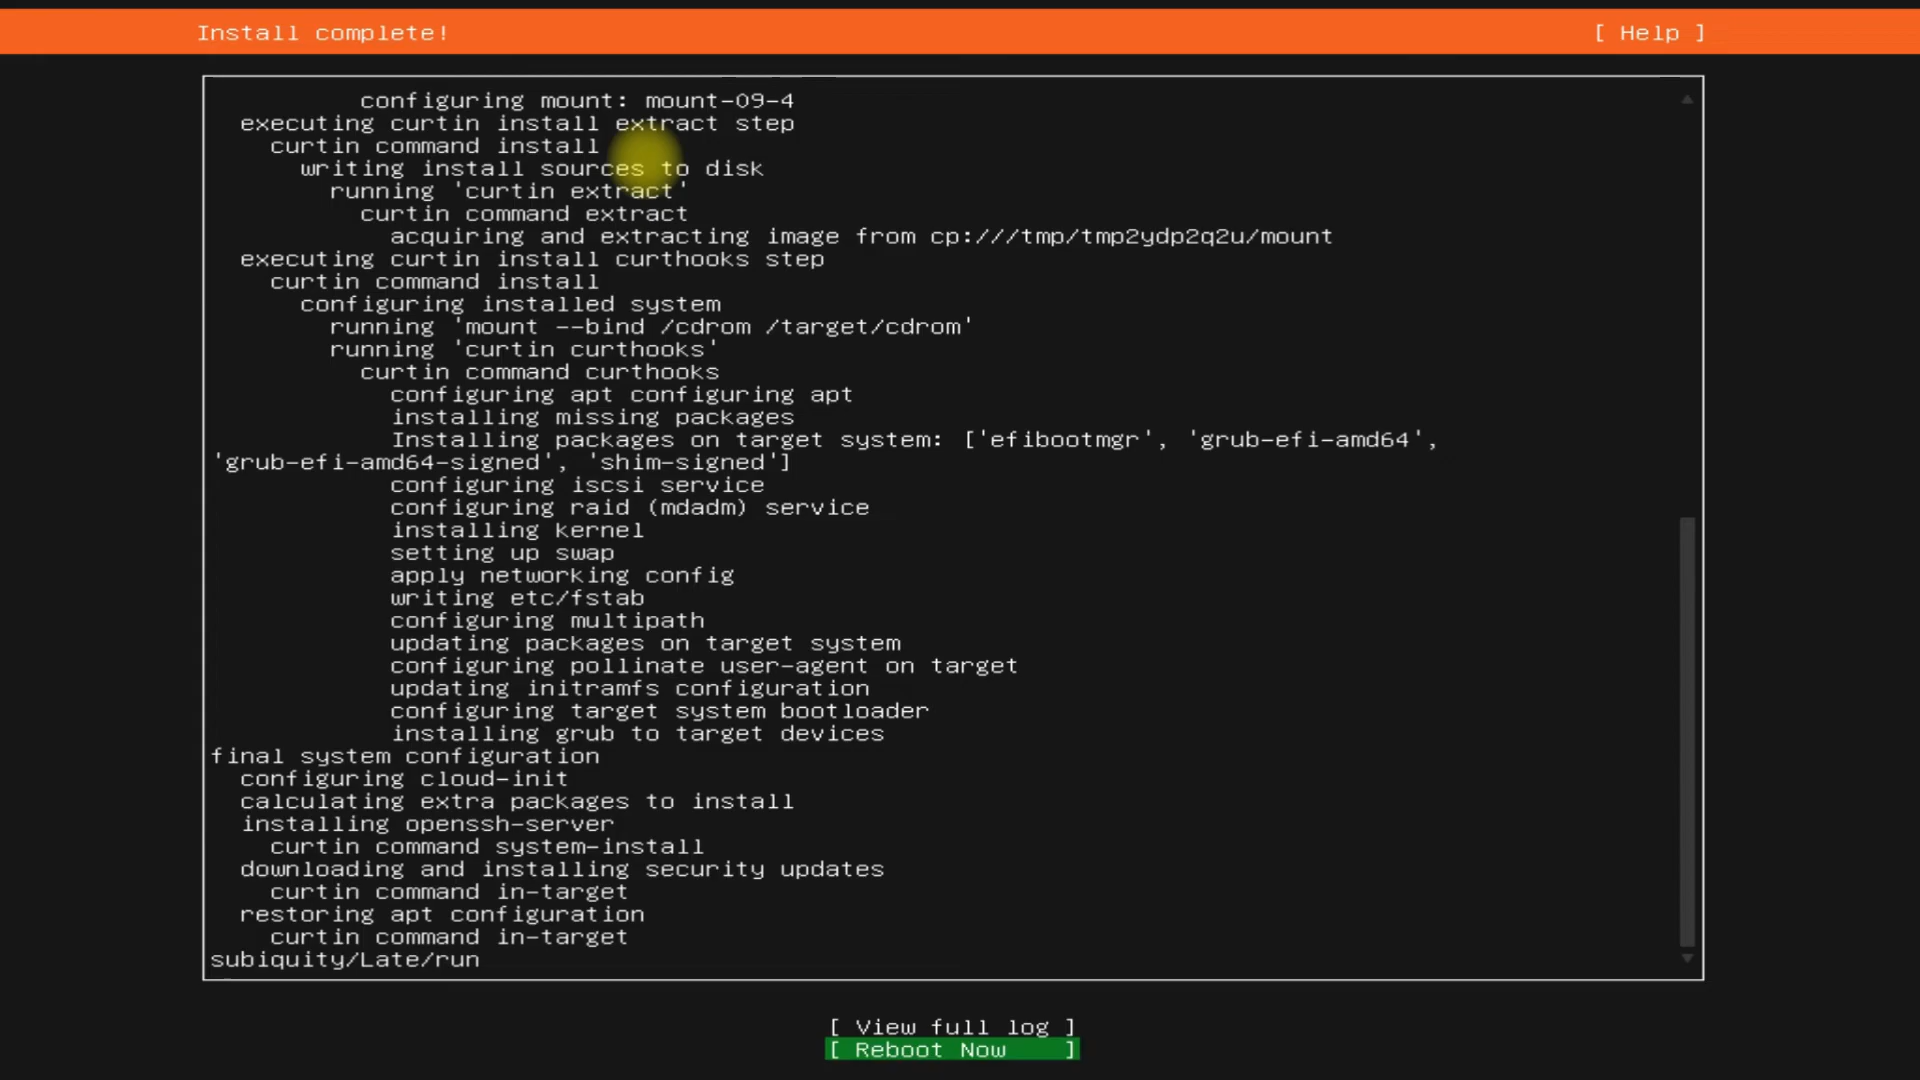 Install complete!
[ Help ]
configuring mount: mount-09-4
executing curtin install extract step
curtin command install
writing install sources to disk
running 'curtin extract'
curtin command extract
acquiring and extracting image from cp:///tmp/tmp2ydp2q2u/mount
executing curtin install curthooks step
curtin command install
configuring installed system
running 'mount --bind /cdrom /target/cdrom'
running 'curtin curthooks'
curtin command curthooks
configuring apt configuring apt
installing missing packages
Installing packages on target system: ['efibootmgr', 'grub-efi-amd64',
'grub-efi-amd64-signed', 'shim-signed']
configuring iscsi service
configuring raid (mdadm) service
installing kernel
setting up swap
apply networking config
writing etc/fstab
configuring multipath
updating packages on target system
configuring pollinate user-agent on target
updating initramfs configuration
configuring target system bootloader
installing grub to target devices
final system configuration
configuring cloud-init
calculating extra packages to install
installing openssh-server
curtin command system-install
downloading and installing security updates
curtin command in-target
restoring apt configuration
curtin command in-target
subiquity/Late/run
[ View full log ]
[ Reboot Now ]